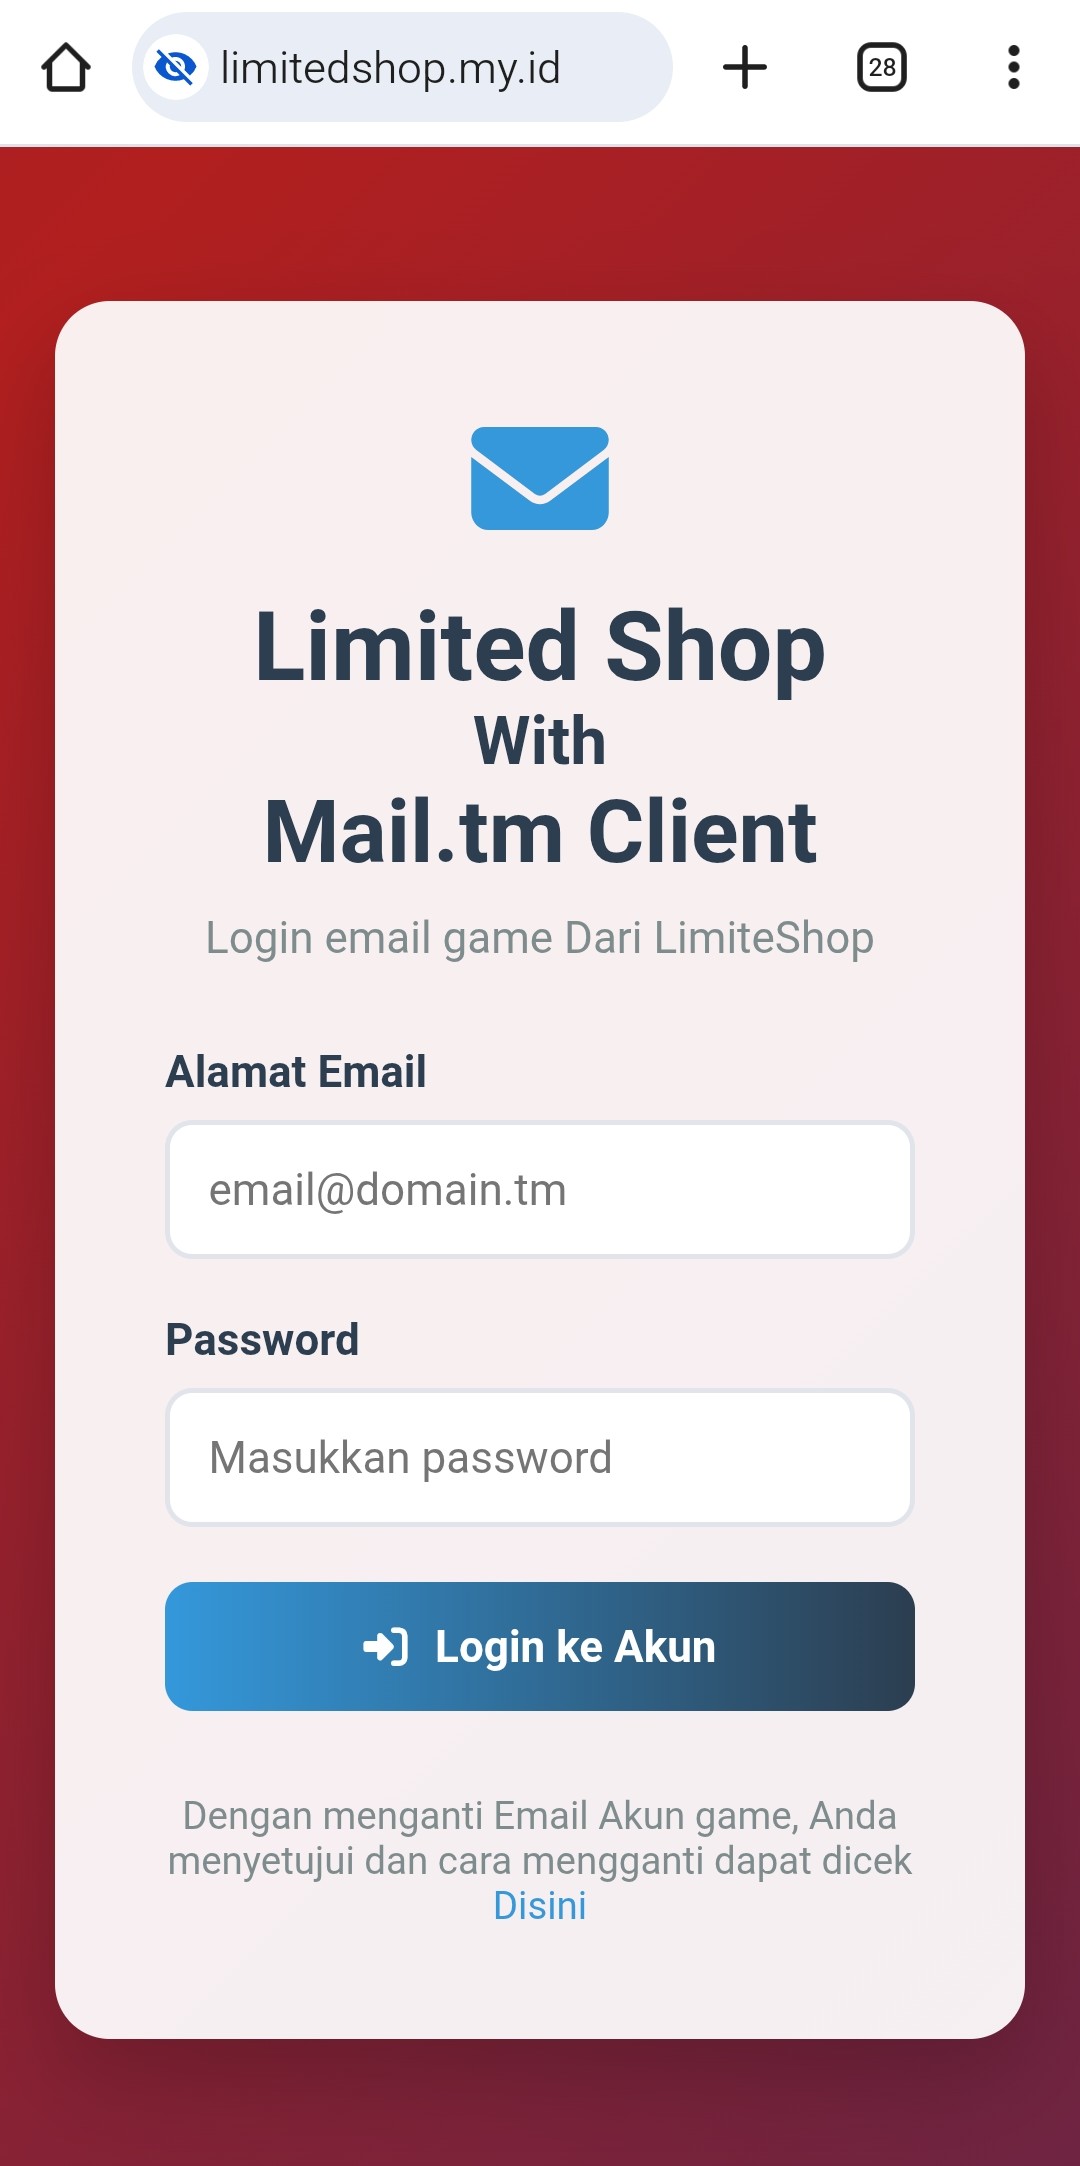 limitedshop.my.id
28
Limited Shop
With
Mail.tm Client
Login email game Dari LimiteShop
Alamat Email
email@domain.tm
Password
Masukkan password
Login ke Akun
Dengan menganti Email Akun game, Anda
menyetujui dan cara mengganti dapat dicek
Disini